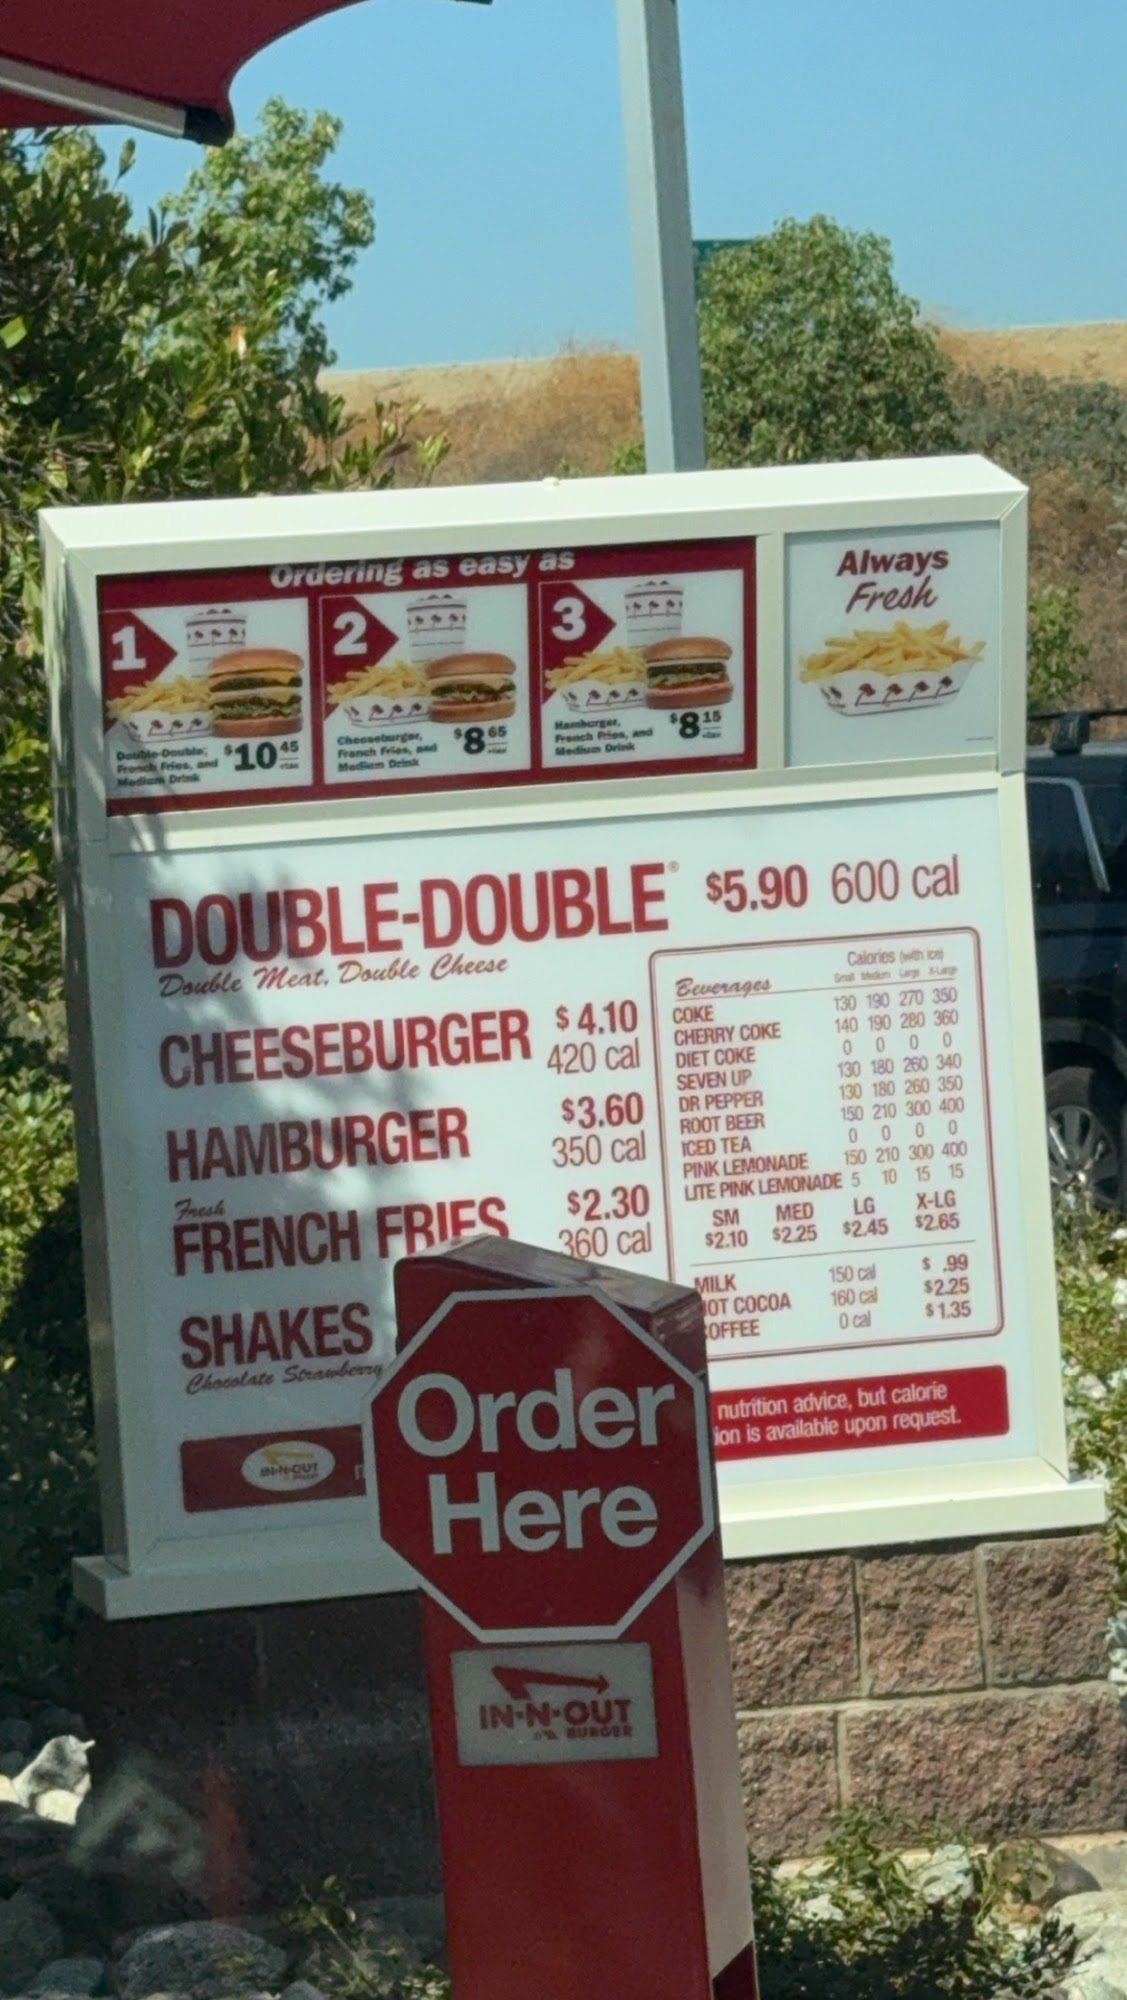 Ordering as easy as
1
Double-Double,
French Fries, and
Medium Drink
$10 45
+tax
2
Cheeseburger,
French Fries, and
Medium Drink
$8 65
+tax
3
Hamburger,
French Fries, and
Medium Drink
$8 15
+tax
Always
Fresh
DOUBLE-DOUBLE® $5.90 600 cal
Double Meat, Double Cheese
CHEESEBURGER $4.10
420 cal
HAMBURGER $3.60
350 cal
Fresh
FRENCH FRIES $2.30
360 cal
SHAKES
Chocolate Strawberry
Calories (with ice)
Beverages Small Medium Large X-Large
COKE 130 190 270 350
CHERRY COKE 140 190 280 360
DIET COKE 0 0 0 0
SEVEN UP 130 180 260 340
DR PEPPER 130 180 260 350
ROOT BEER 150 210 300 400
ICED TEA 0 0 0 0
PINK LEMONADE 150 210 300 400
LITE PINK LEMONADE 5 10 15 15
SM MED LG X-LG
$2.10 $2.25 $2.45 $2.65
MILK 150 cal $ .99
OT COCOA 160 cal $2.25
OFFEE 0 cal $1.35
IN-N-OUT
nutrition advice, but calorie
ion is available upon request.
Order
Here
IN-N-OUT
BURGER